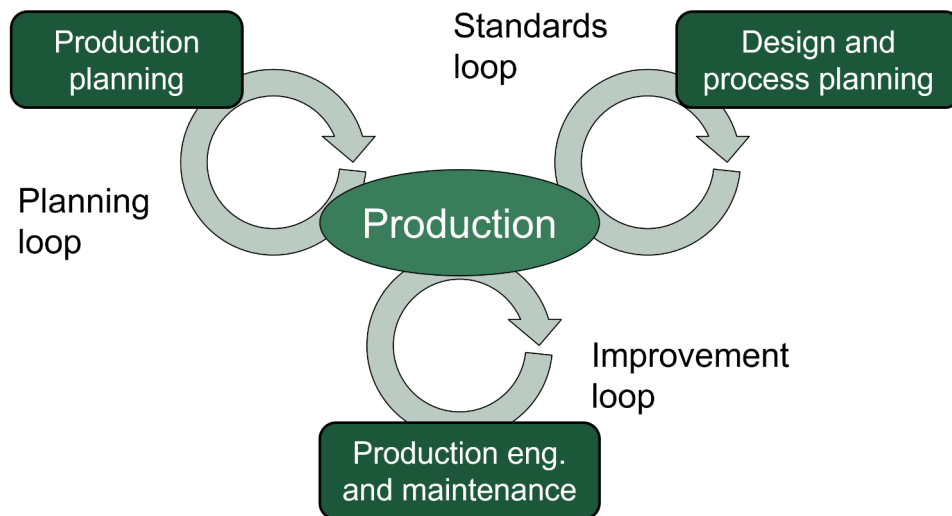 Production
planning
Standards
loop
Design and
process planning
Planning
loop
Production
Improvement
loop
Production eng.
and maintenance